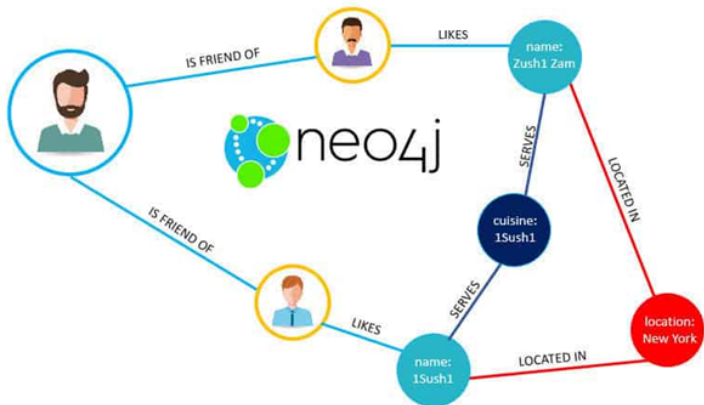 IS FRIEND OF
LIKES
name:
Zush1 Zam
neo4j
SERVES
LOCATED IN
cuisine:
1Sush1
IS FRIEND OF
SERVES
LIKES
name:
1Sush1
LOCATED IN
location:
New York